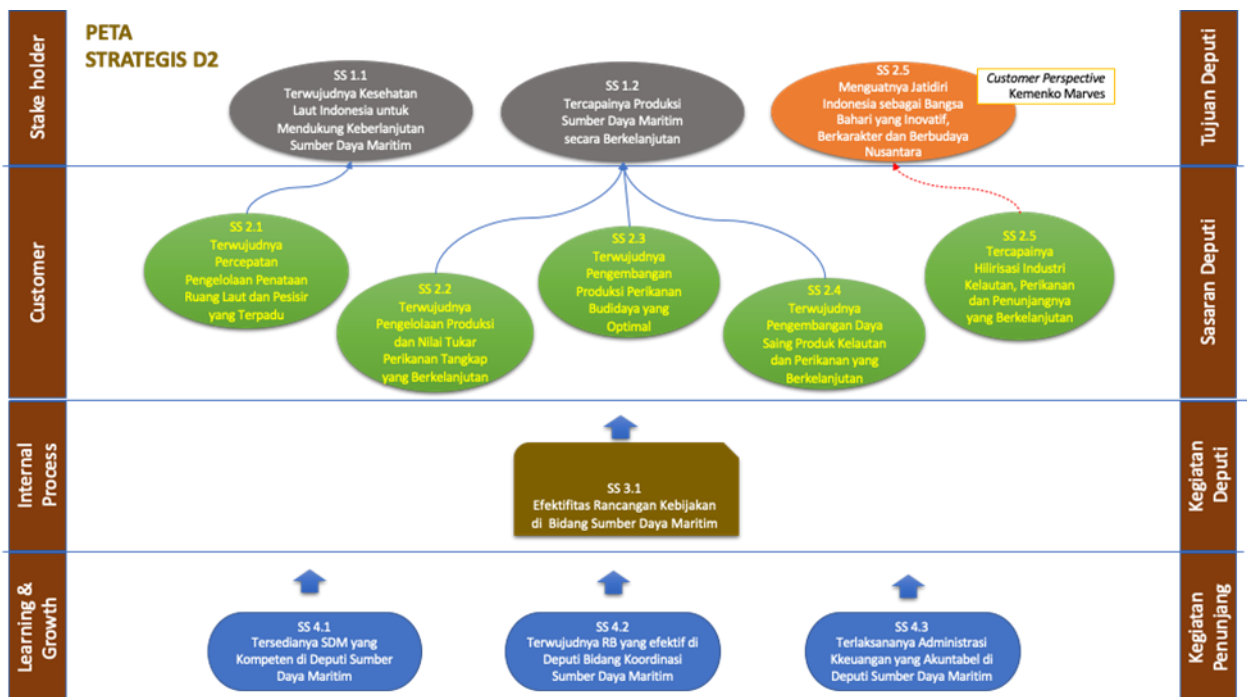 PETA
STRATEGIS D2
Stake holder
SS 1.1
Terwujudnya Kesehatan
Laut Indonesia untuk
Mendukung Keberlanjutan
Sumber Daya Maritim
SS 1.2
Tercapainya Produksi
Sumber Daya Maritim
secara Berkelanjutan
SS 2.5
Menguatnya Jatidiri
Indonesia sebagai Bangsa
Bahari yang Inovatif,
Berkarakter dan Berbudaya
Nusantara
Customer Perspective
Kemenko Marves
Tujuan Deputi
Customer
SS 2.1
Terwujudnya
Percepatan
Pengelolaan Penataan
Ruang Laut dan Pesisir
yang Terpadu
SS 2.2
Terwujudnya
Pengelolaan Produksi
dan Nilai Tukar
Perikanan Tangkap
yang Berkelanjutan
SS 2.3
Terwujudnya
Pengembangan
Produksi Perikanan
Budidaya yang
Optimal
SS 2.4
Terwujudnya
Pengembangan Daya
Saing Produk Kelautan
dan Perikanan yang
Berkelanjutan
SS 2.5
Tercapainya
Hilirisasi Industri
Kelautan, Perikanan
dan Penunjangnya
yang Berkelanjutan
Sasaran Deputi
Internal
Process
SS 3.1
Efektifitas Rancangan Kebijakan
di Bidang Sumber Daya Maritim
Kegiatan
Deputi
Learning &
Growth
SS 4.1
Tersedianya SDM yang
Kompeten di Deputi Sumber
Daya Maritim
SS 4.2
Terwujudnya RB yang efektif di
Deputi Bidang Koordinasi
Sumber Daya Maritim
SS 4.3
Terlaksananya Administrasi
Kkeuangan yang Akuntabel di
Deputi Sumber Daya Maritim
Kegiatan
Penunjang